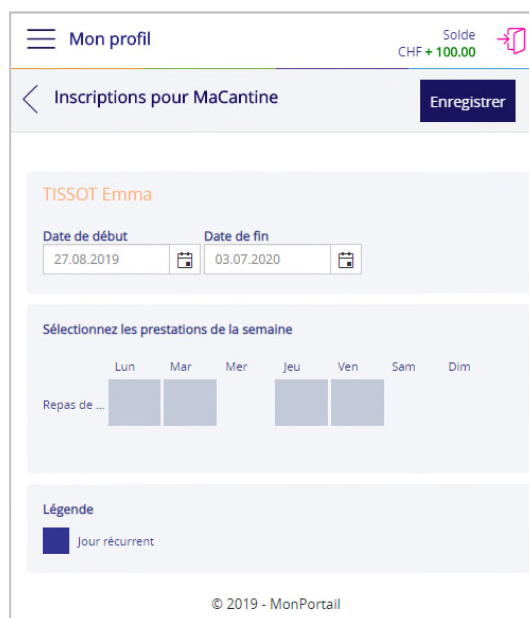 Mon profil
Solde
CHF + 100.00
Inscriptions pour MaCantine
Enregistrer
TISSOT Emma
Date de début Date de fin
27.08.2019 03.07.2020
Sélectionnez les prestations de la semaine
Lun Mar Mer Jeu Ven Sam Dim
Repas de ...
Légende
Jour récurrent
© 2019 - MonPortail